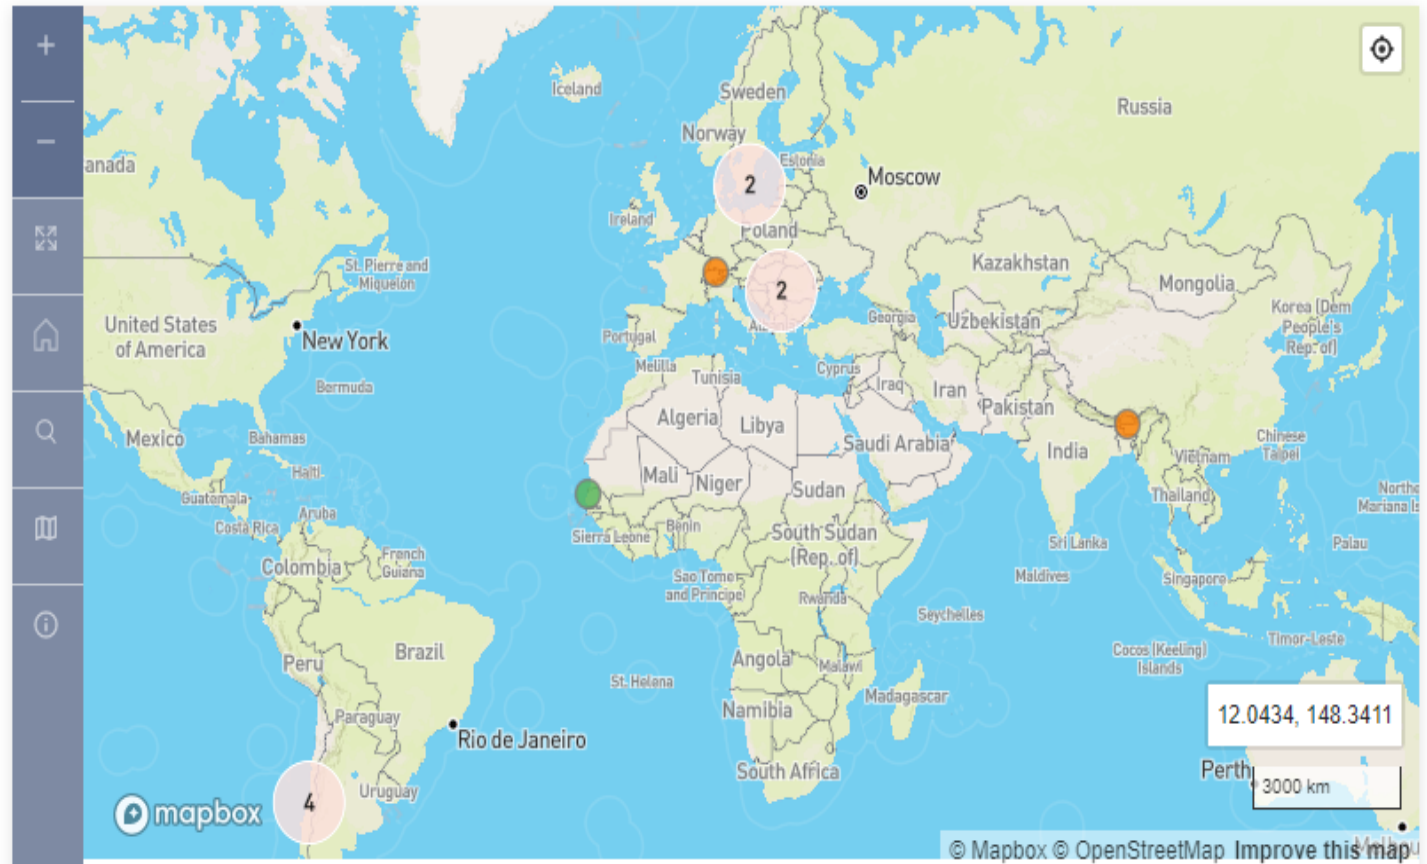 Iceland
Sweden
Russia
Norway
anada
Estonia
2
Moscow
Ireland
Poland
St. Pierre and
Miquelon
Kazakhstan
Mongolia
2
United States
of America
New York
Portugal
Georgia
Uzbekistan
Korea (Dem
People's
Rep. of)
Melilla
Tunisia
Cyprus
Iraq
Iran
Bermuda
Pakistan
Algeria
Libya
Mexico
Bahamas
Saudi Arabia
India
Chinese
Taipei
Vietnam
Haiti
Mali
Niger
Sudan
Guatemala
Thailand
Northe
Mariana Is
Aruba
Costa Rica
Benin
Sierra Leone
South Sudan
(Rep. of)
Sri Lanka
Palau
French
Guiana
Colombia
Sao Tome
and Principe
Maldives
Singapore
Rwanda
Seychelles
Timor-Leste
Brazil
Peru
Angola
Malawi
Cocos (Keeling)
Islands
St. Helena
Madagascar
Namibia
Paraguay
12.0434, 148.3411
Rio de Janeiro
South Africa
Perth
3000 km
Uruguay
4
mapbox
© Mapbox © OpenStreetMap Improve this map